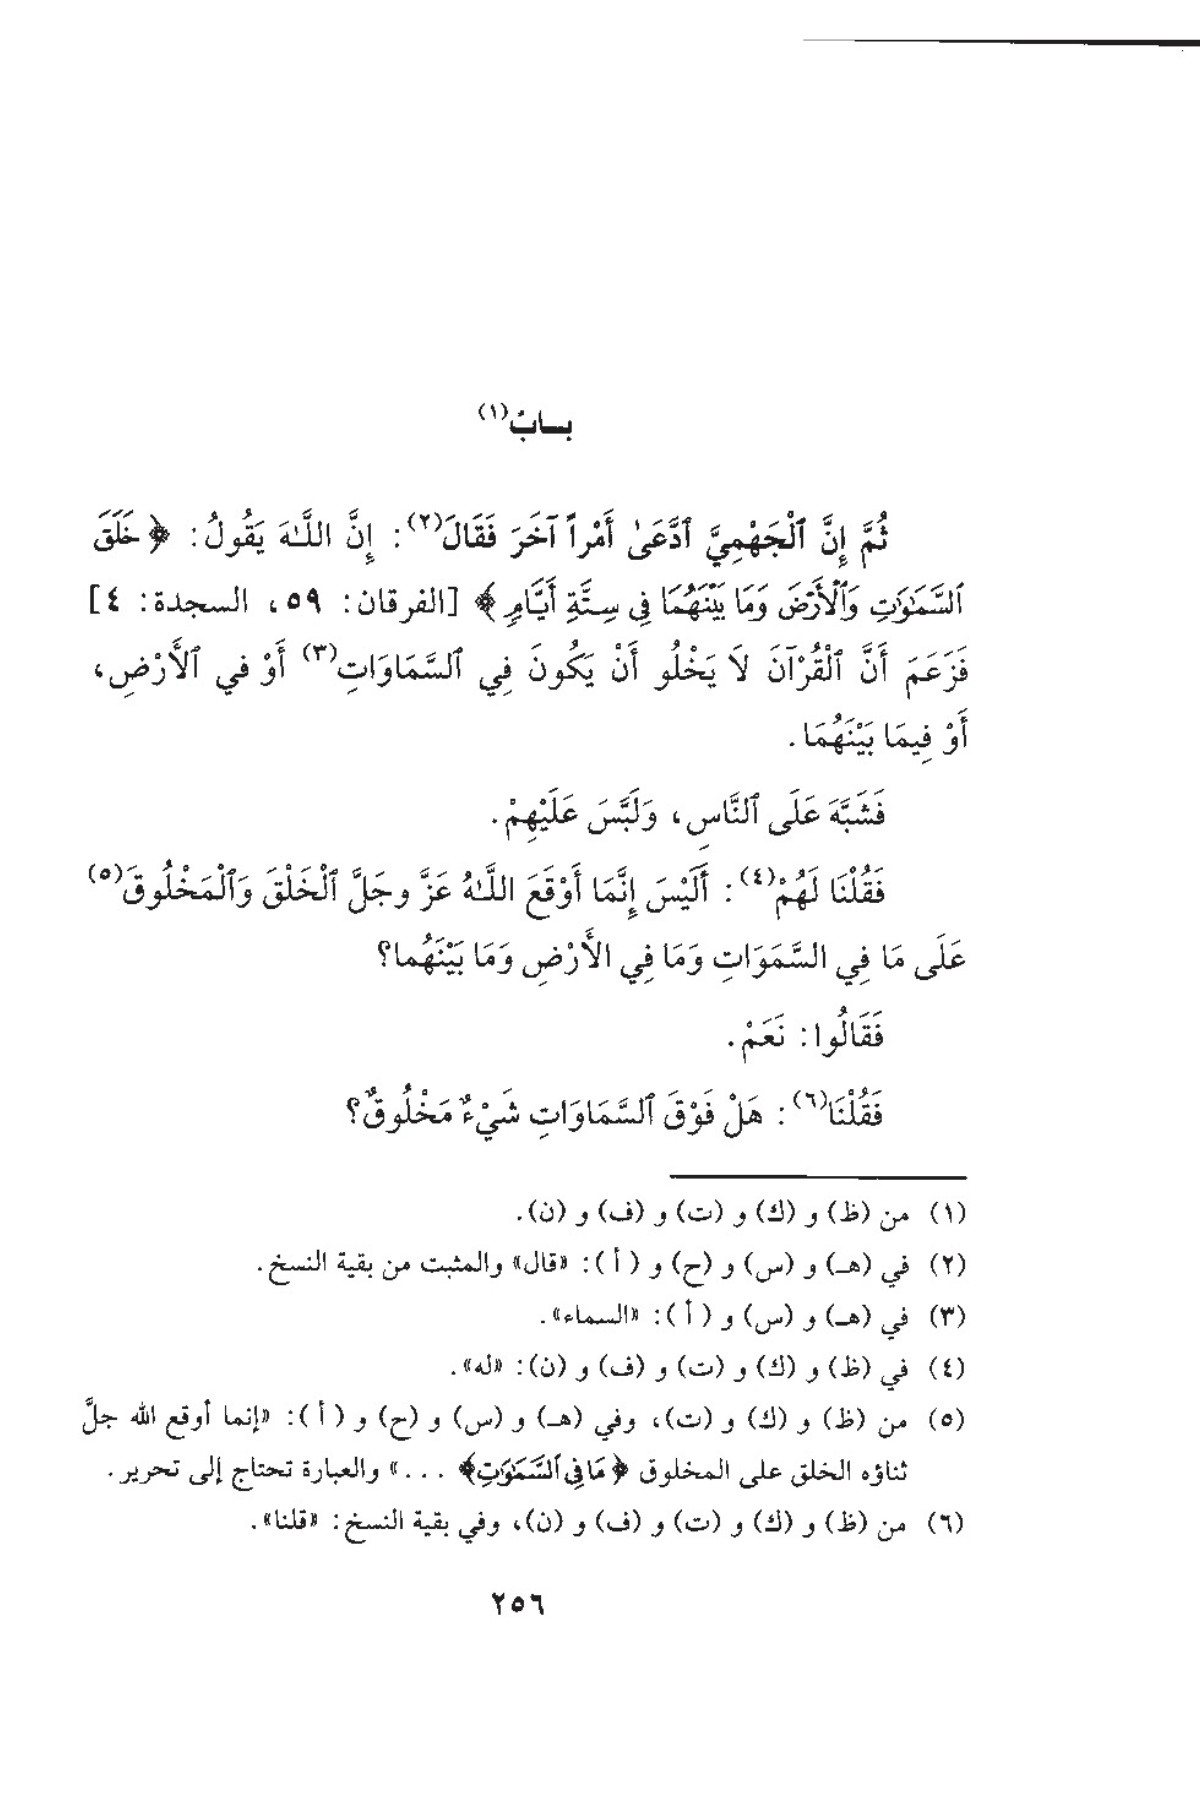 بـــابٌ(١)
ثُمَّ إِنَّ ٱلْجَهْمِيَّ ٱدَّعَىٰ أَمْراً آخَرَ فَقَالَ(٢): إِنَّ اللَّـهَ يَقُولُ: ﴿خَلَقَ
ٱلسَّمَٰوَٰتِ وَٱلْأَرْضَ وَمَا بَيْنَهُمَا فِى سِتَّةِ أَيَّامٍ﴾ [الفرقان: ٥٩، السجدة: ٤]
فَزَعَمَ أَنَّ ٱلْقُرْآنَ لَا يَخْلُو أَنْ يَكُونَ فِي ٱلسَّمَاوَاتِ(٣) أَوْ في ٱلْأَرْضِ،
أَوْ فِيمَا بَيْنَهُمَا.
فَشَبَّهَ عَلَى ٱلنَّاسِ، وَلَبَّسَ عَلَيْهِمْ.
فَقُلْنَا لَهُمْ(٤): أَلَيْسَ إِنَّمَا أَوْقَعَ اللَّـهُ عَزَّ وجَلَّ ٱلْخَلْقَ وَٱلْمَخْلُوقَ(٥)
عَلَى مَا فِي السَّمَوَاتِ وَمَا فِي الأَرْضِ وَمَا بَيْنَهُما؟
فَقَالُوا: نَعَمْ.
فَقُلْنَا(٦): هَلْ فَوْقَ ٱلسَّمَاوَاتِ شَيْءٌ مَخْلُوقٌ؟
(١) من (ظ) و (ك) و (ت) و (ف) و (ن).
(٢) في (هـ) و (س) و (ح) و ( أ ): «قال» والمثبت من بقية النسخ.
(٣) في (هـ) و (س) و ( أ ): «السماء».
(٤) في (ظ) و (ك) و (ت) و (ف) و (ن): «له».
(٥) من (ظ) و (ك) و (ت)، وفي (هـ) و (س) و (ح) و ( أ ): «إنما أوقع الله جلَّ
ثناؤه الخلق على المخلوق ﴿مَا فِى ٱلسَّمَٰوَٰتِ﴾ ...» والعبارة تحتاج إلى تحرير.
(٦) من (ظ) و (ك) و (ت) و (ف) و (ن)، وفي بقية النسخ: «قلنا».
٢٥٦